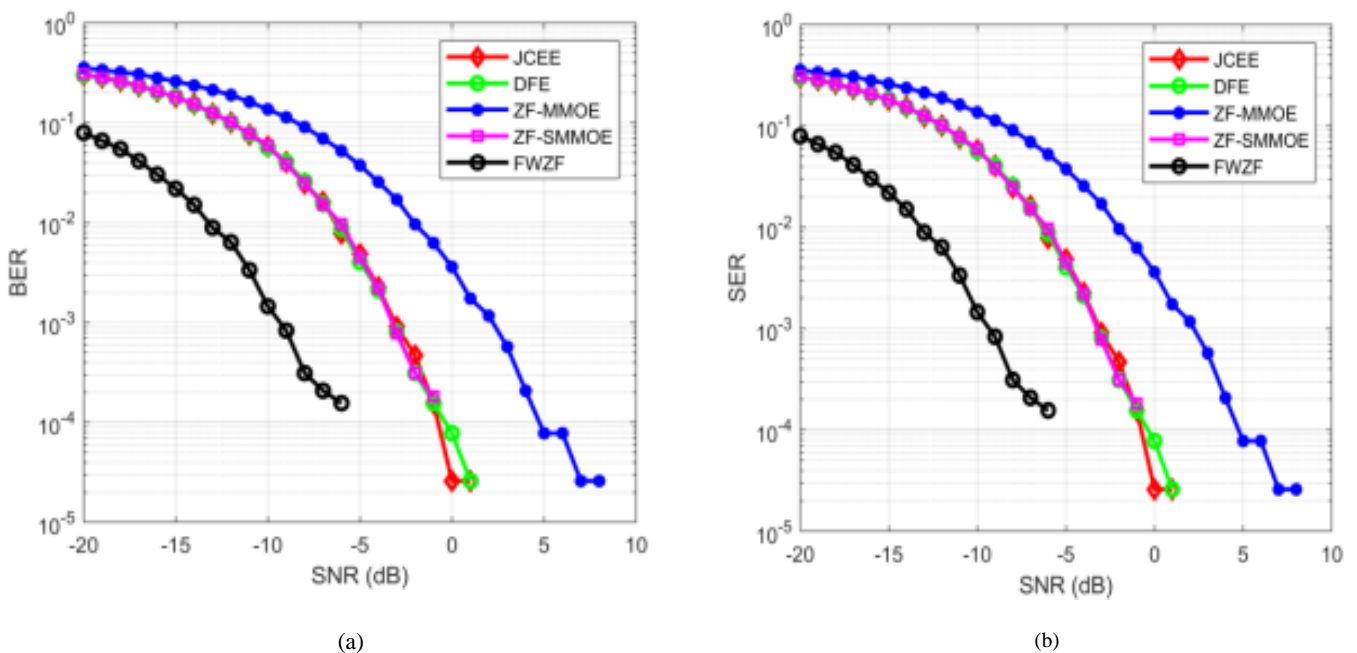 10^0
10^-1
10^-2
10^-3
10^-4
10^-5
BER
-20 -15 -10 -5 0 5 10
SNR (dB)
JCEE
DFE
ZF-MMOE
ZF-SMMOE
FWZF
(a)
10^0
10^-1
10^-2
10^-3
10^-4
10^-5
SER
-20 -15 -10 -5 0 5 10
SNR (dB)
JCEE
DFE
ZF-MMOE
ZF-SMMOE
FWZF
(b)